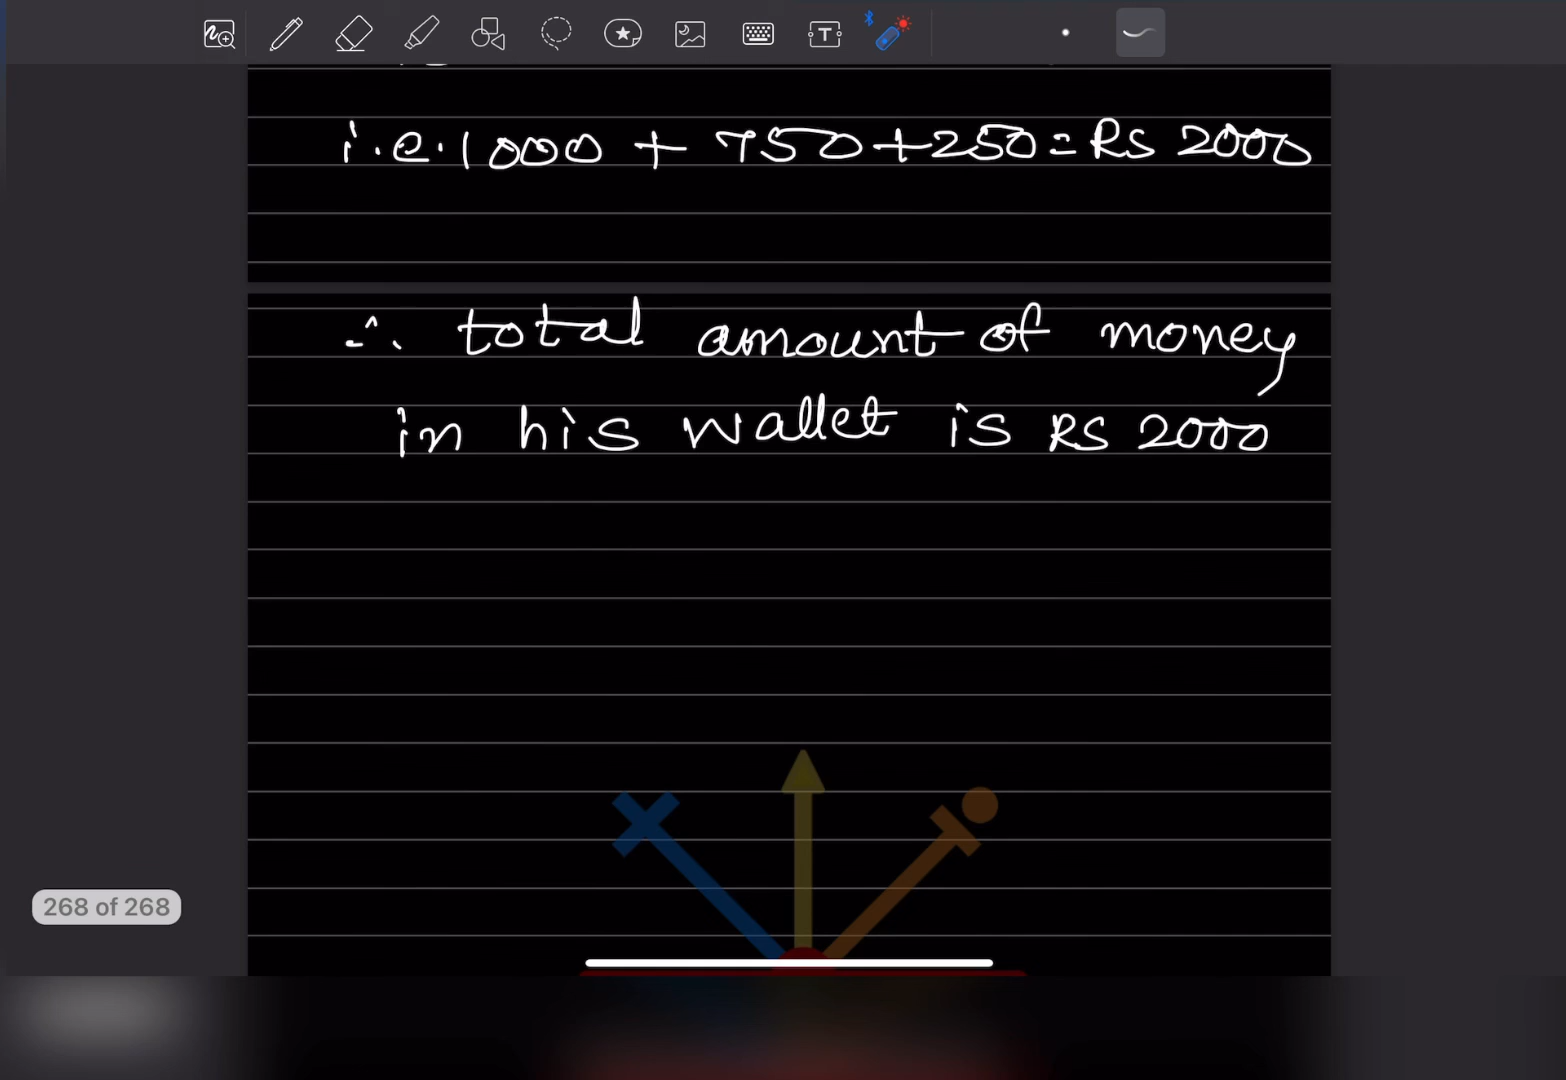 i.e. 1000 + 750 + 250 = Rs 2000
∴ total amount of money
in his wallet is Rs 2000
268 of 268